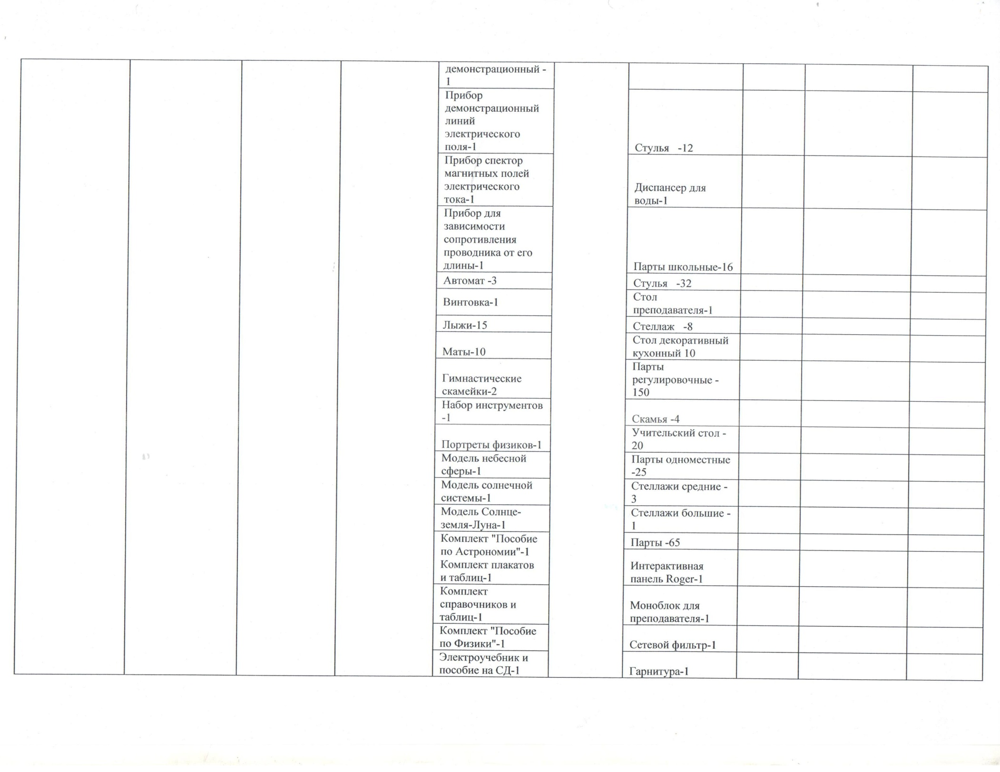 демонстрационный -
1
Прибор
демонстрационный
линий
электрического
поля-1
Стулья -12
Прибор спектор
магнитных полей
электрического
тока-1
Диспансер для
воды-1
Прибор для
зависимости
сопротивления
проводника от его
длины-1
Парты школьные-16
Автомат -3
Стулья -32
Винтовка-1
Стол
преподавателя-1
Лыжи-15
Стеллаж -8
Маты-10
Стол декоративный
кухонный 10
Гимнастические
скамейки-2
Парты
регулировочные -
150
Набор инструментов
-1
Скамья -4
Портреты физиков-1
Учительский стол -
20
Модель небесной
сферы-1
Парты одноместные
-25
Модель солнечной
системы-1
Стеллажи средние -
3
Модель Солнце-
земля-Луна-1
Стеллажи большие -
1
Комплект "Пособие
по Астрономии"-1
Парты -65
Комплект плакатов
и таблиц-1
Интерактивная
панель Roger-1
Комплект
справочников и
таблиц-1
Моноблок для
преподавателя-1
Комплект "Пособие
по Физики"-1
Сетевой фильтр-1
Электроучебник и
пособие на СД-1
Гарнитура-1